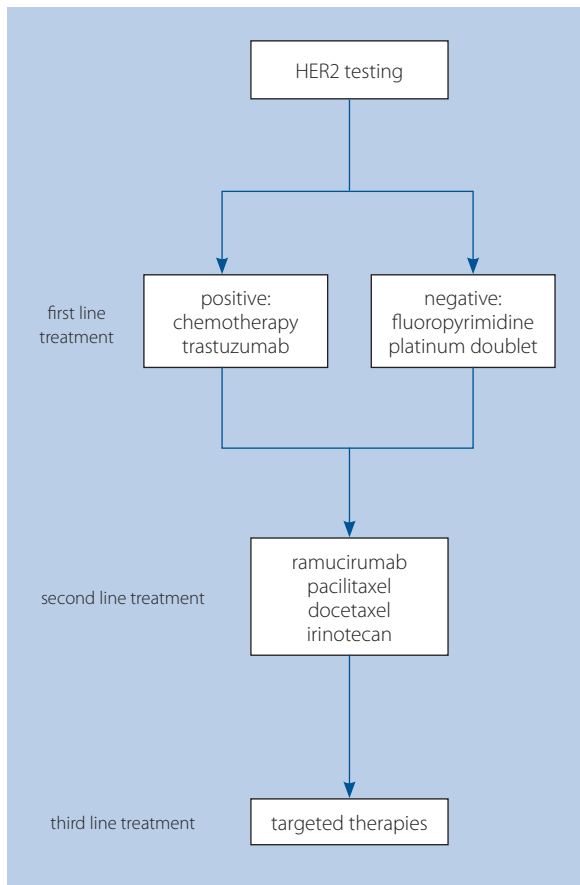 HER2 testing
first line
treatment
positive:
chemotherapy
trastuzumab
negative:
fluoropyrimidine
platinum doublet
second line treatment
ramucirumab
pacilitaxel
docetaxel
irinotecan
third line treatment
targeted therapies